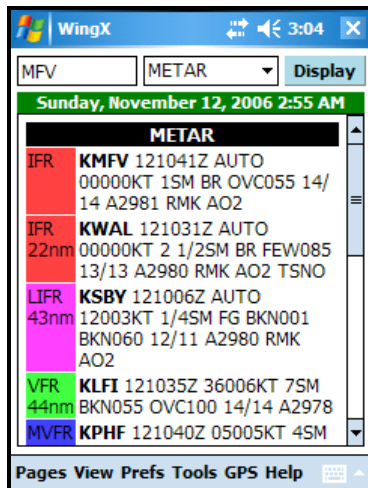 WingX 3:04
MFV METAR Display
Sunday, November 12, 2006 2:55 AM
METAR
IFR KMFV 121041Z AUTO
00000KT 1SM BR OVC055 14/
14 A2981 RMK AO2
IFR KWAL 121031Z AUTO
22nm 00000KT 2 1/2SM BR FEW085
13/13 A2980 RMK AO2 TSNO
LIFR KSBY 121006Z AUTO
43nm 12003KT 1/4SM FG BKN001
BKN060 12/11 A2980 RMK
AO2
VFR KLFI 121035Z 36006KT 7SM
44nm BKN055 OVC100 14/14 A2978
MVFR KPHF 121040Z 05005KT 4SM
Pages View Prefs Tools GPS Help